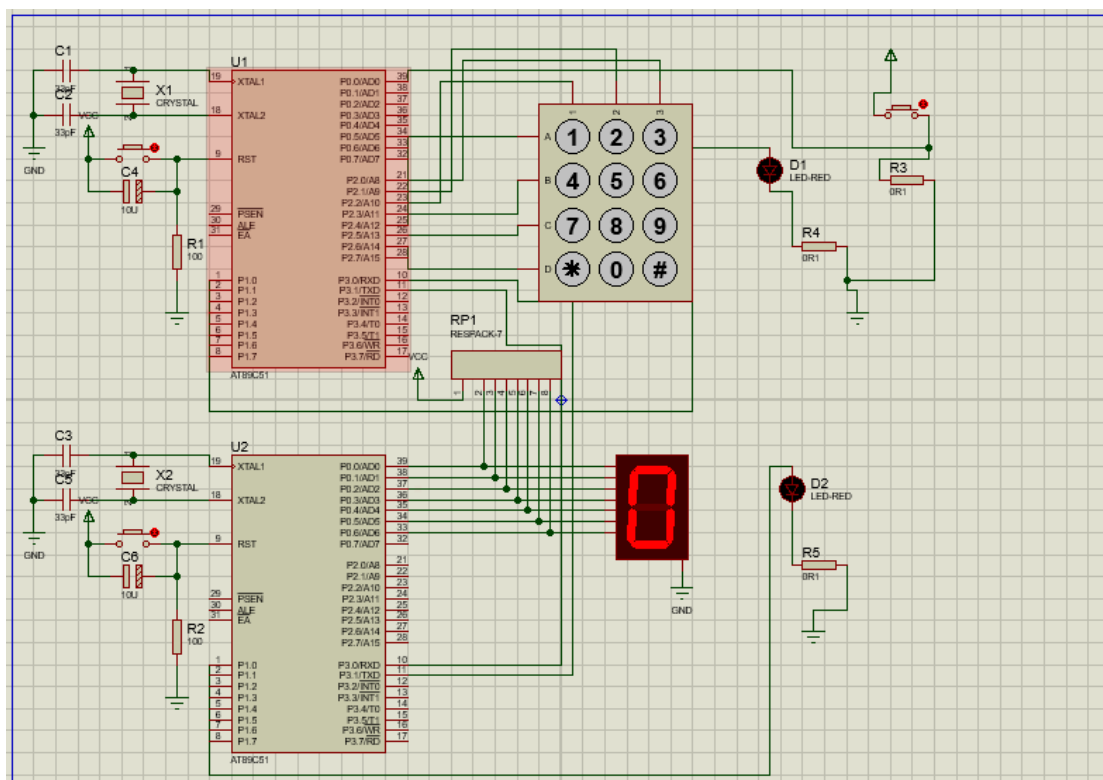 C1
33pF
C2
33pF
X1
CRYSTAL
VCC
GND
C4
10U
R1
100
U1
19 XTAL1
18 XTAL2
9 RST
29 PSEN
30 ALE
31 EA
1 P1.0
2 P1.1
3 P1.2
4 P1.3
5 P1.4
6 P1.5
7 P1.6
8 P1.7
P0.0/AD0 39
P0.1/AD1 38
P0.2/AD2 37
P0.3/AD3 36
P0.4/AD4 35
P0.5/AD5 34
P0.6/AD6 33
P0.7/AD7 32
P2.0/A8 21
P2.1/A9 22
P2.2/A10 23
P2.3/A11 24
P2.4/A12 25
P2.5/A13 26
P2.6/A14 27
P2.7/A15 28
P3.0/RXD 10
P3.1/TXD 11
P3.2/INT0 12
P3.3/INT1 13
P3.4/T0 14
P3.5/T1 15
P3.6/WR 16
P3.7/RD 17
AT89C51
1 2 3
A 1 2 3
B 4 5 6
C 7 8 9
D * 0 #
D1
LED-RED
R3
0R1
R4
0R1
RP1
RESPACK-7
VCC
1 2 3 4 5 6 7 8
C3
33pF
C5
33pF
X2
CRYSTAL
VCC
GND
C6
10U
R2
100
U2
19 XTAL1
18 XTAL2
9 RST
29 PSEN
30 ALE
31 EA
1 P1.0
2 P1.1
3 P1.2
4 P1.3
5 P1.4
6 P1.5
7 P1.6
8 P1.7
P0.0/AD0 39
P0.1/AD1 38
P0.2/AD2 37
P0.3/AD3 36
P0.4/AD4 35
P0.5/AD5 34
P0.6/AD6 33
P0.7/AD7 32
P2.0/A8 21
P2.1/A9 22
P2.2/A10 23
P2.3/A11 24
P2.4/A12 25
P2.5/A13 26
P2.6/A14 27
P2.7/A15 28
P3.0/RXD 10
P3.1/TXD 11
P3.2/INT0 12
P3.3/INT1 13
P3.4/T0 14
P3.5/T1 15
P3.6/WR 16
P3.7/RD 17
AT89C51
0
GND
D2
LED-RED
R5
0R1